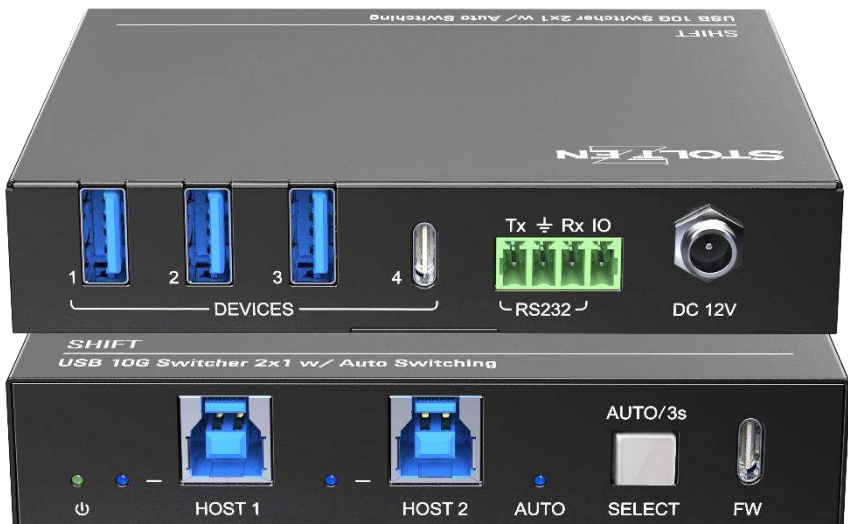 USB 10G Switcher 2x1 w/ Auto Switching
SHIFT
STOLTZEN
Tx Rx IO
1 2 3 4
DEVICES
RS232
DC 12V
SHIFT
USB 10G Switcher 2x1 w/ Auto Switching
AUTO/3s
HOST 1 HOST 2 AUTO SELECT FW